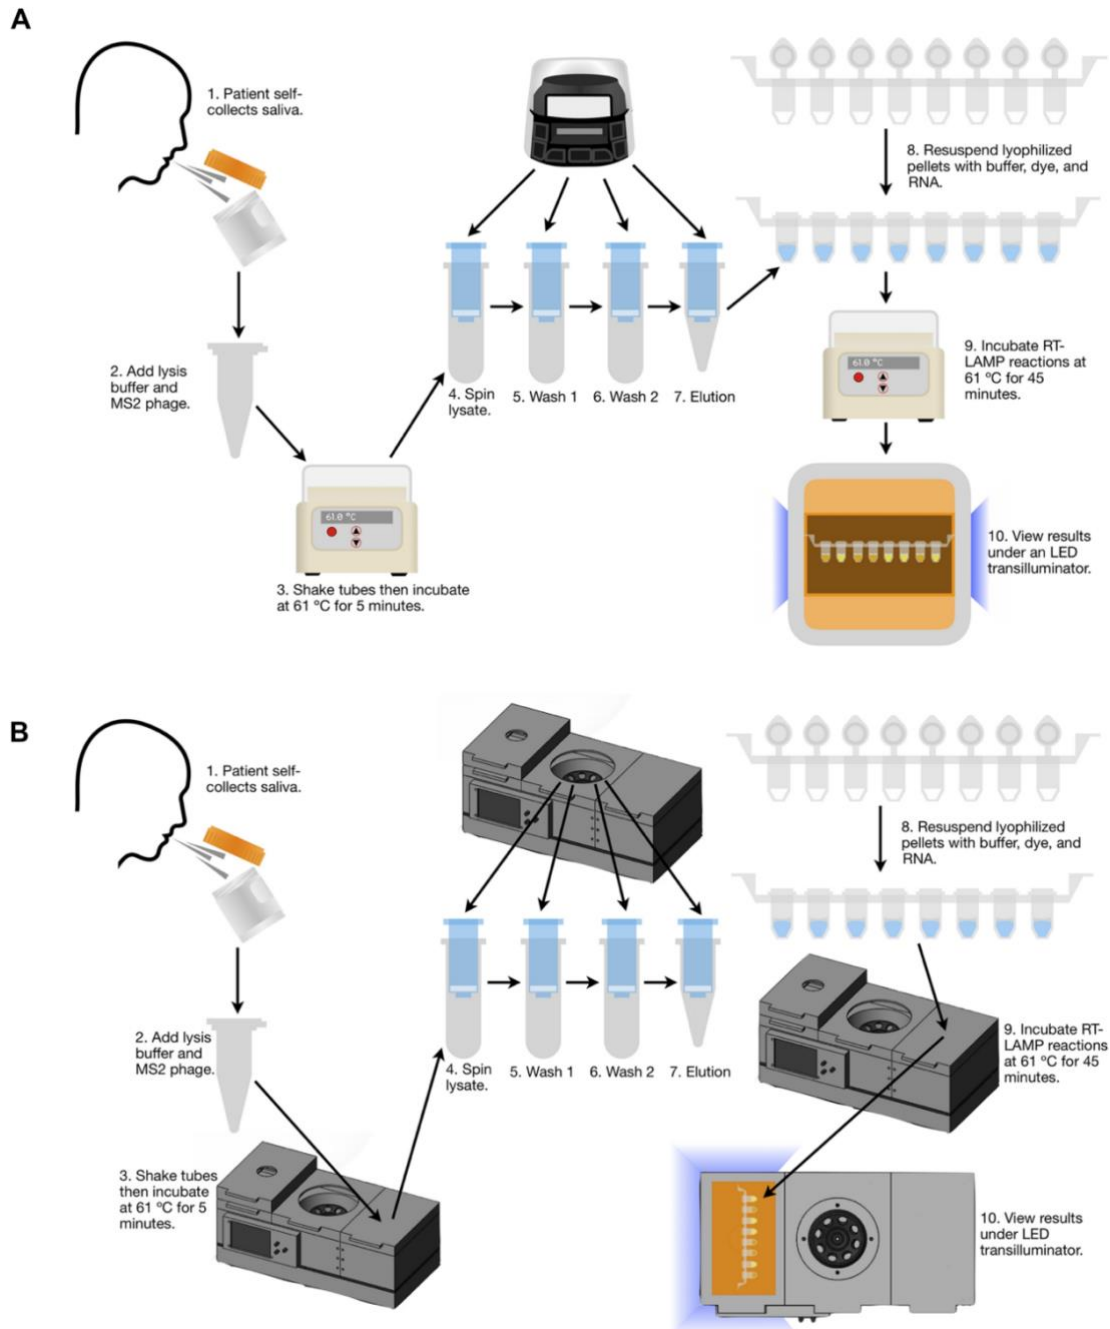 A
1. Patient self-
collects saliva.
2. Add lysis
buffer and
MS2 phage.
61.0 ºC
3. Shake tubes then incubate
at 61 ºC for 5 minutes.
4. Spin
lysate.
5. Wash 1
6. Wash 2
7. Elution
8. Resuspend lyophilized
pellets with buffer, dye, and
RNA.
61.0 ºC
9. Incubate RT-
LAMP reactions at
61 ºC for 45
minutes.
10. View results
under an LED
transilluminator.
B
1. Patient self-
collects saliva.
2. Add lysis
buffer and
MS2 phage.
3. Shake tubes
then incubate
at 61 ºC for 5
minutes.
4. Spin
lysate.
5. Wash 1
6. Wash 2
7. Elution
8. Resuspend lyophilized
pellets with buffer, dye, and
RNA.
9. Incubate RT-
LAMP reactions
at 61 ºC for 45
minutes.
10. View results
under LED
transilluminator.